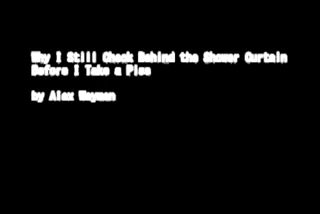 Why I Still Check Behind the Shower Curtain
Before I Take a Piss
by Alex Wayman